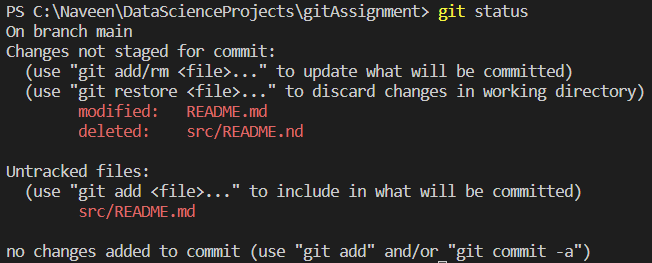 PS C:\Naveen\DataScienceProjects\gitAssignment> git status
On branch main
Changes not staged for commit:
  (use "git add/rm <file>..." to update what will be committed)
  (use "git restore <file>..." to discard changes in working directory)
        modified:   README.md
        deleted:    src/README.nd

Untracked files:
  (use "git add <file>..." to include in what will be committed)
        src/README.md

no changes added to commit (use "git add" and/or "git commit -a")